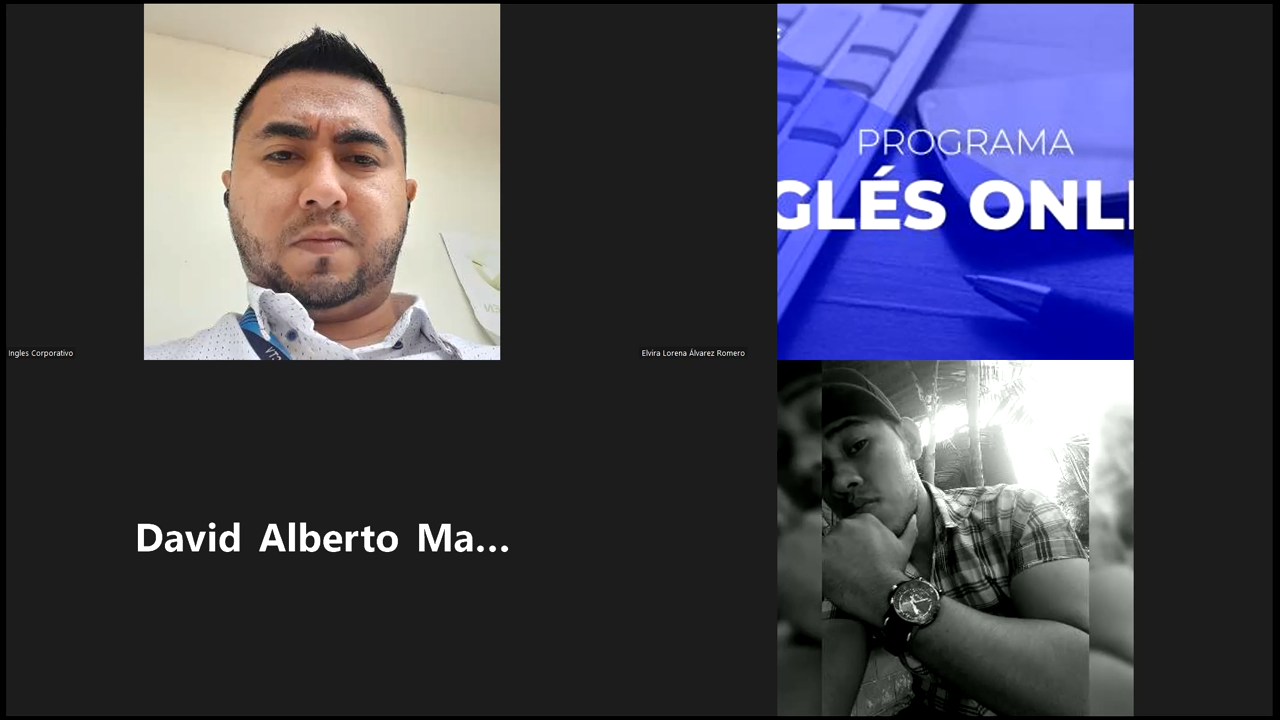 PROGRAMA
GLÉS ONLI
Ingles Corporativo
Elvira Lorena Álvarez Romero
David Alberto Ma...